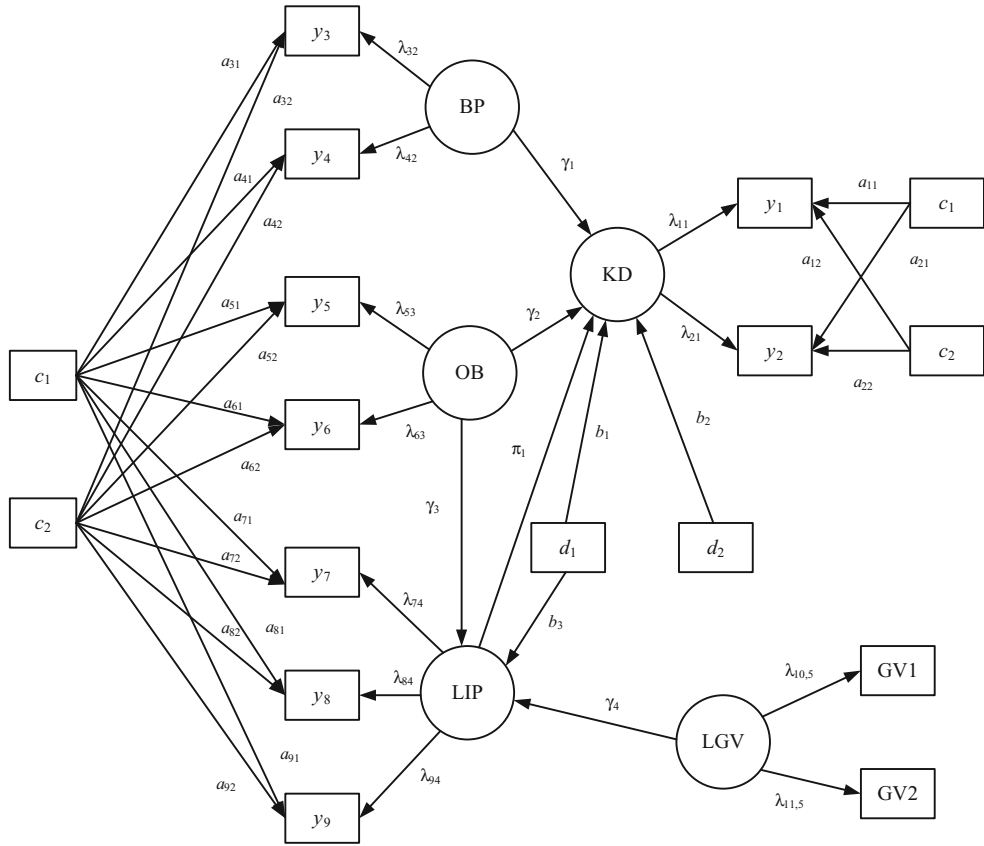 y₃
λ₃₂
a₃₁
BP
a₃₂
y₄
λ₄₂
a₄₁
γ₁
a₁₁
y₁
c₁
a₄₂
λ₁₁
a₁₂
a₂₁
KD
a₅₁
y₅
λ₅₃
γ₂
λ₂₁
y₂
c₂
a₅₂
c₁
OB
a₂₂
a₆₁
y₆
λ₆₃
b₁
b₂
a₆₂
π₁
γ₃
c₂
a₇₁
d₁
d₂
a₇₂
y₇
λ₇₄
b₃
a₈₂
a₈₁
λ₁₀,₅
GV1
y₈
λ₈₄
LIP
γ₄
LGV
a₉₁
a₉₂
λ₉₄
λ₁₁,₅
GV2
y₉